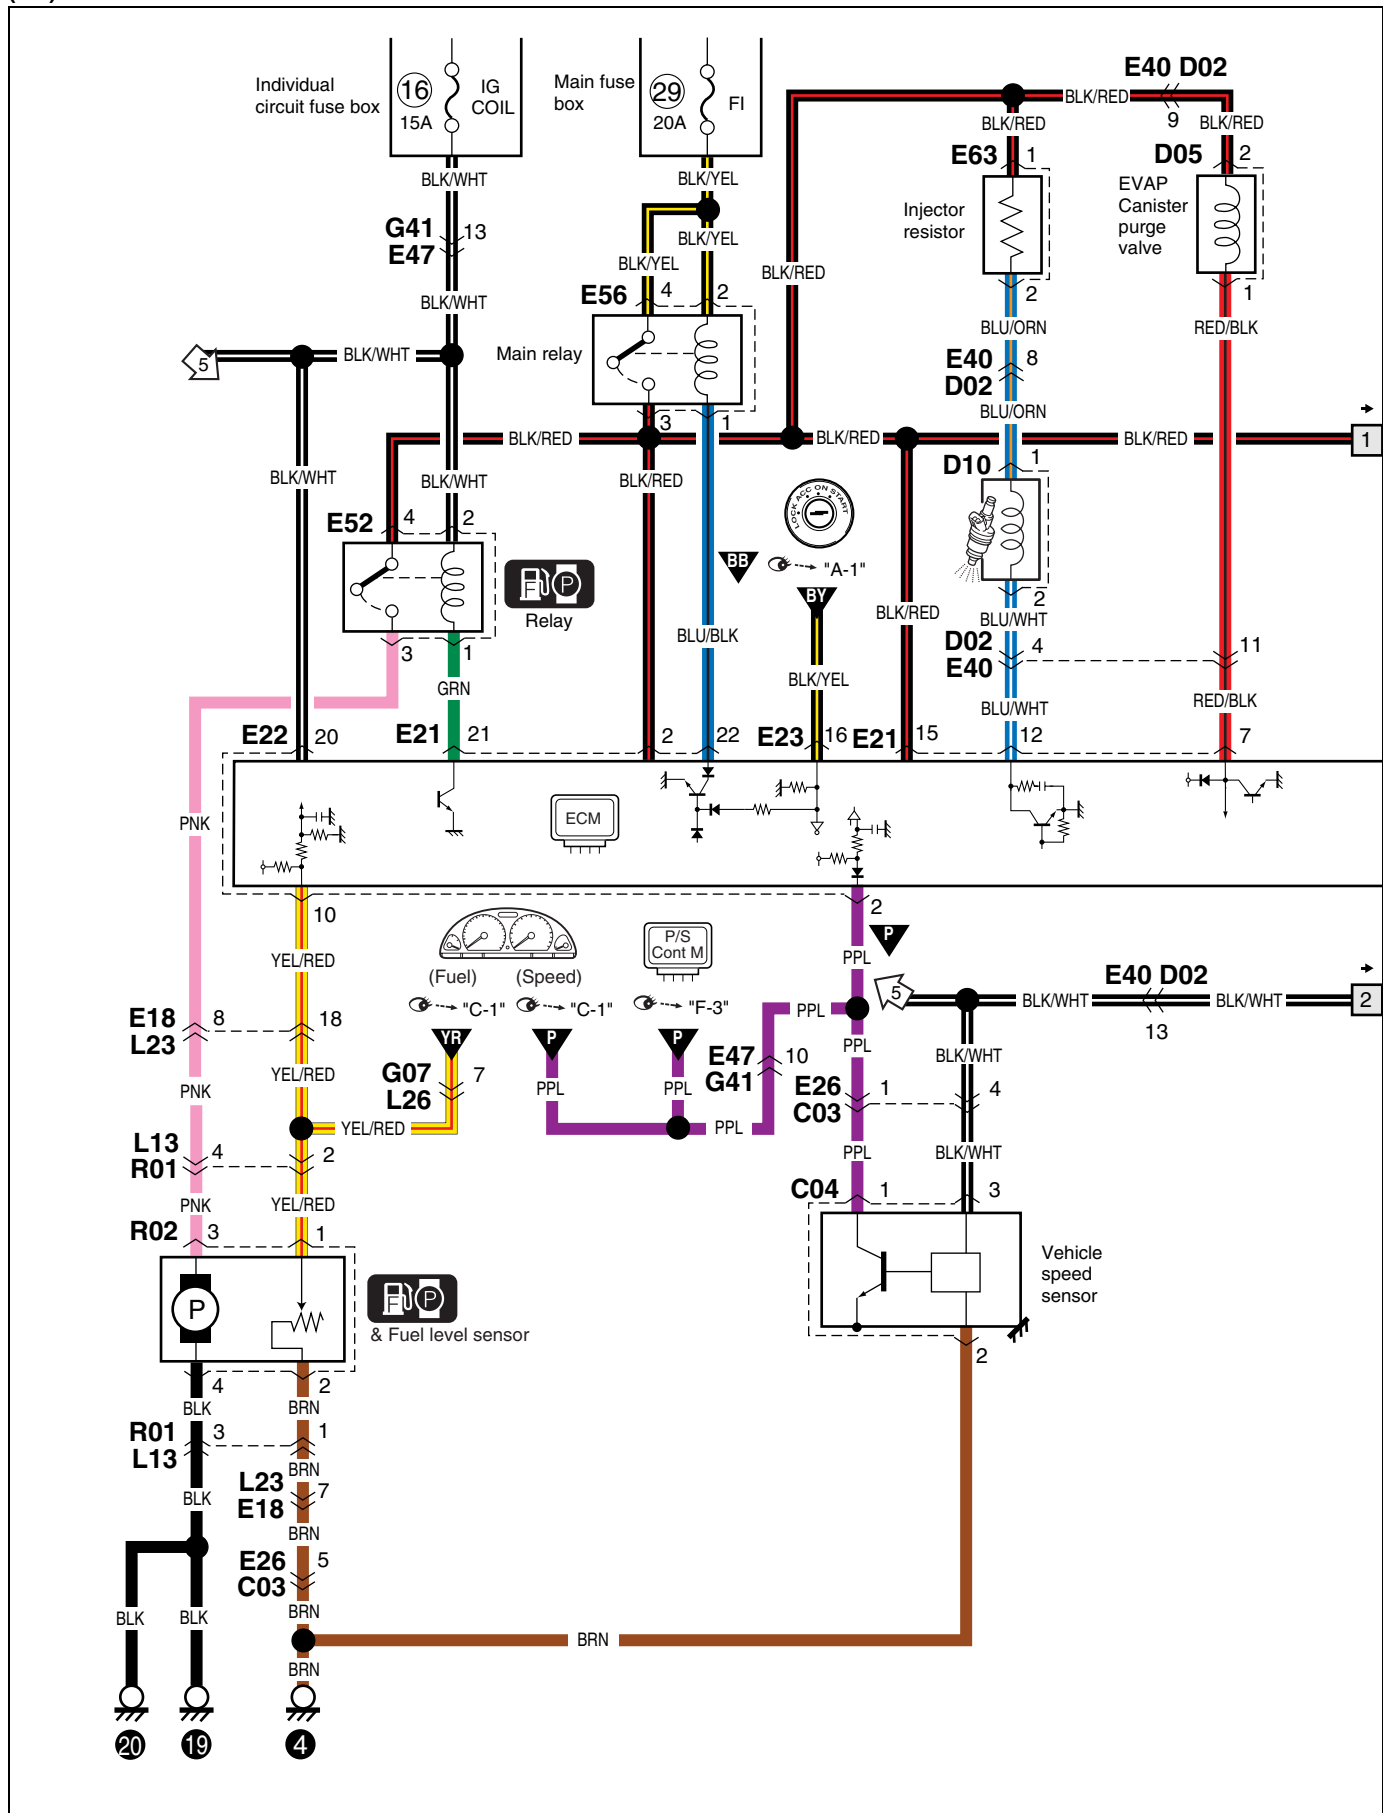 E40 D02
Individual
circuit fuse box
16
15A
IG
COIL
Main fuse
box
29
20A
FI
BLK/RED
9
BLK/RED
BLK/RED
E63
1
D05
2
BLK/WHT
BLK/YEL
EVAP
Canister
purge
valve
Injector
resistor
G41
13
E47
BLK/YEL
BLK/YEL
BLK/RED
BLK/WHT
E56
4
2
2
1
BLU/ORN
RED/BLK
5
BLK/WHT
Main relay
E40
8
D02
BLU/ORN
3
1
BLK/RED
BLK/RED
BLK/RED
1
BLK/WHT
BLK/WHT
BLK/RED
D10
1
LOCK ACC ON START
E52
4
2
BB
"A-1"
F
P
Relay
BY
2
BLU/WHT
BLK/RED
BLU/BLK
D02
4
11
E40
3
1
GRN
BLK/YEL
RED/BLK
BLU/WHT
E22
20
E21
21
2
22
E23
16
E21
15
12
7
PNK
ECM
10
2
P/S
Cont M
P
YEL/RED
(Fuel)
(Speed)
PPL
"C-1"
"C-1"
"F-3"
5
E40 D02
BLK/WHT
BLK/WHT
2
PPL
13
E18
8
18
L23
YR
P
P
E47
10
G41
PPL
BLK/WHT
YEL/RED
G07
7
L26
PNK
PPL
PPL
E26
1
4
C03
YEL/RED
PPL
L13
4
2
R01
PPL
BLK/WHT
PNK
YEL/RED
C04
1
3
R02
3
1
P
F
P
& Fuel level sensor
Vehicle
speed
sensor
2
4
2
BLK
BRN
R01
3
1
L13
BRN
L23
7
E18
BLK
BRN
E26
5
C03
BLK
BLK
BRN
BRN
BRN
20
19
4